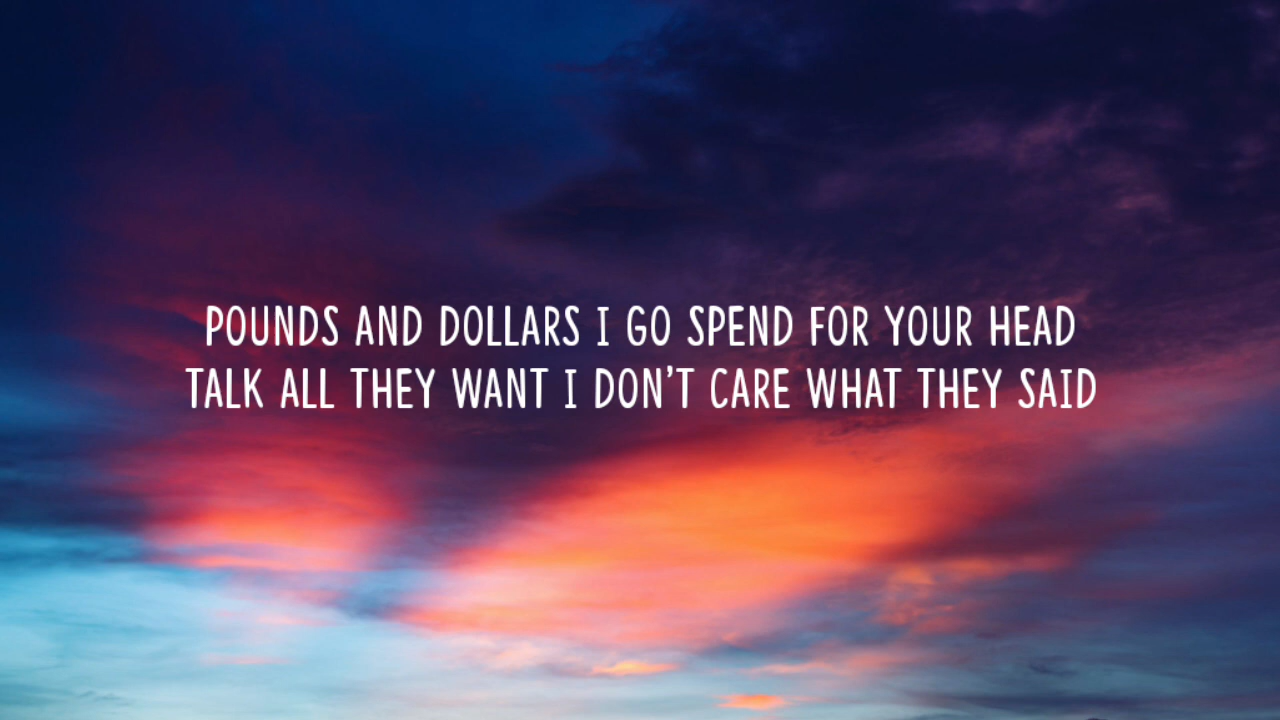 POUNDS AND DOLLARS I GO SPEND FOR YOUR HEAD
TALK ALL THEY WANT I DON'T CARE WHAT THEY SAID